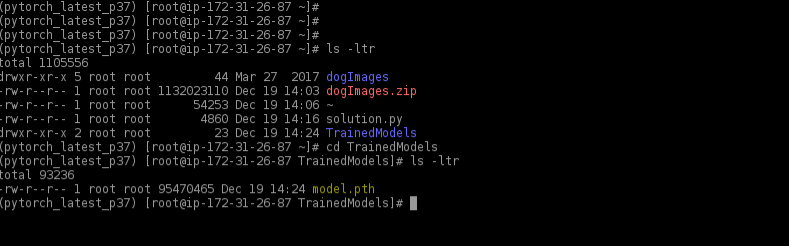 (pytorch_latest_p37) [root@ip-172-31-26-87 ~]#
(pytorch_latest_p37) [root@ip-172-31-26-87 ~]#
(pytorch_latest_p37) [root@ip-172-31-26-87 ~]#
(pytorch_latest_p37) [root@ip-172-31-26-87 ~]# ls -ltr
total 1105556
drwxr-xr-x 5 root root         44 Mar 27  2017 dogImages
-rw-r--r-- 1 root root 1132023110 Dec 19 14:03 dogImages.zip
-rw-r--r-- 1 root root      54253 Dec 19 14:06 ~
-rw-r--r-- 1 root root       4860 Dec 19 14:16 solution.py
drwxr-xr-x 2 root root         23 Dec 19 14:24 TrainedModels
(pytorch_latest_p37) [root@ip-172-31-26-87 ~]# cd TrainedModels
(pytorch_latest_p37) [root@ip-172-31-26-87 TrainedModels]# ls -ltr
total 93236
-rw-r--r-- 1 root root 95470465 Dec 19 14:24 model.pth
(pytorch_latest_p37) [root@ip-172-31-26-87 TrainedModels]#